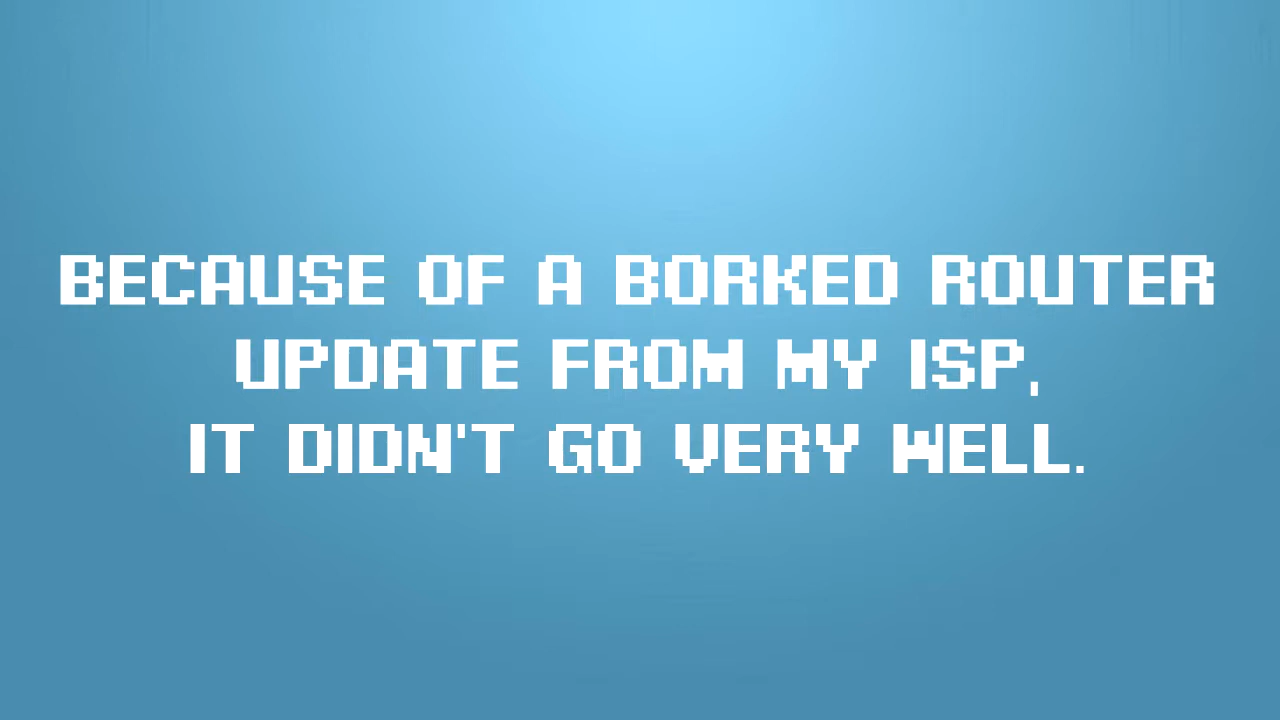 BECAUSE OF A BORKED ROUTER
UPDATE FROM MY ISP,
IT DIDN'T GO VERY WELL.